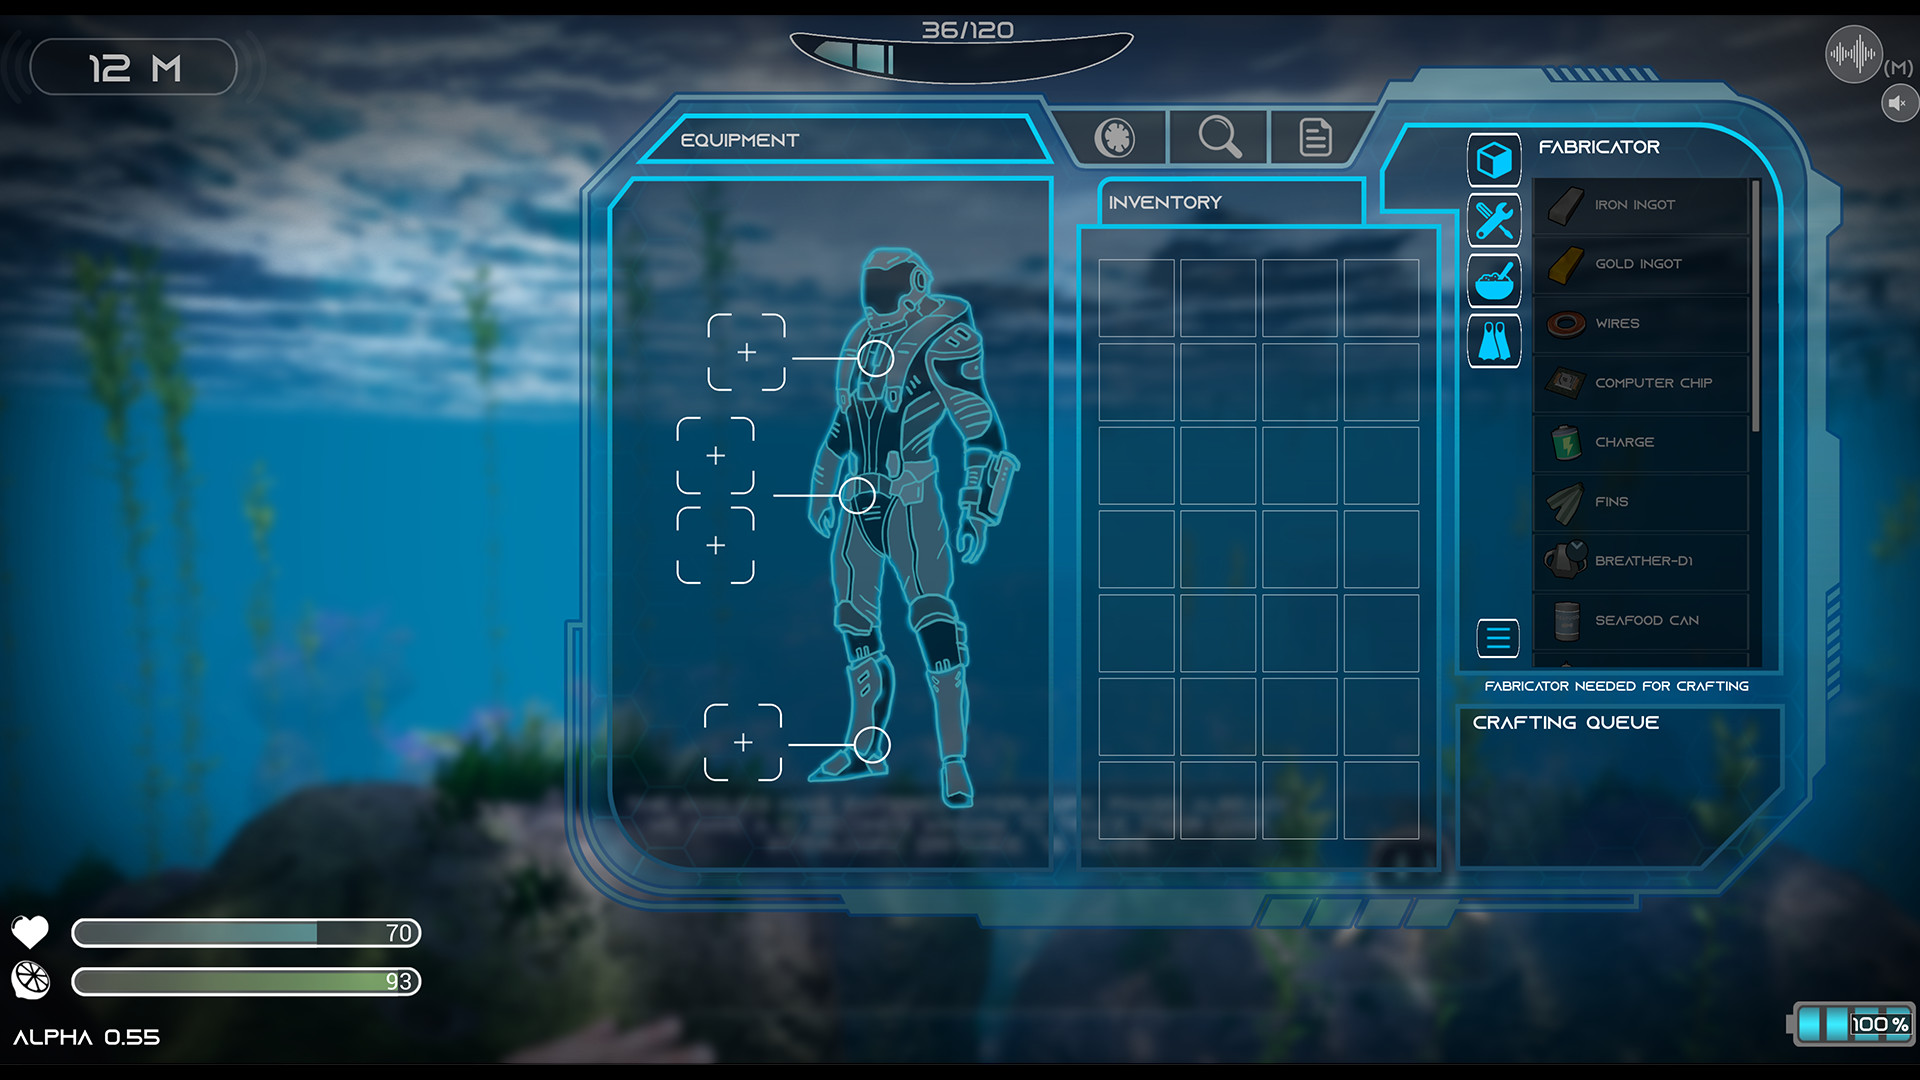 36/120
12 M
(M)
EQUIPMENT
FABRICATOR
INVENTORY
IRON INGOT
GOLD INGOT
WIRES
COMPUTER CHIP
CHARGE
FINS
BREATHER-D1
SEAFOOD CAN
FABRICATOR NEEDED FOR CRAFTING
CRAFTING QUEUE
70
93
ALPHA 0.55
100 %